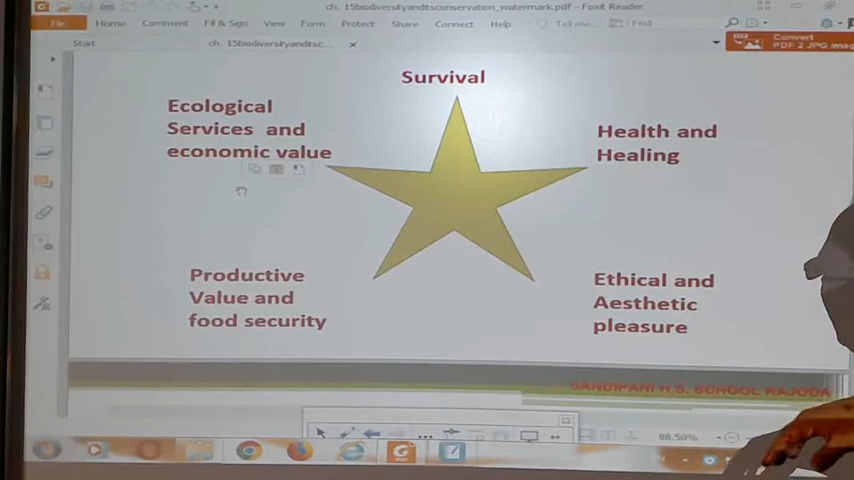 ch. 15biodiversityanditsconservation_watermark.pdf - Foxit Reader
File Home Comment Fill & Sign View Form Protect Share Connect Help Tell me... Find
Start ch. 15biodiversityanditsc...
Convert
PDF 2 JPG Imag
Survival
Ecological
Services and
economic value
Health and
Healing
Productive
Value and
food security
Ethical and
Aesthetic
pleasure
SANDIPANI H.S. SCHOOL RAJODA
88.50%